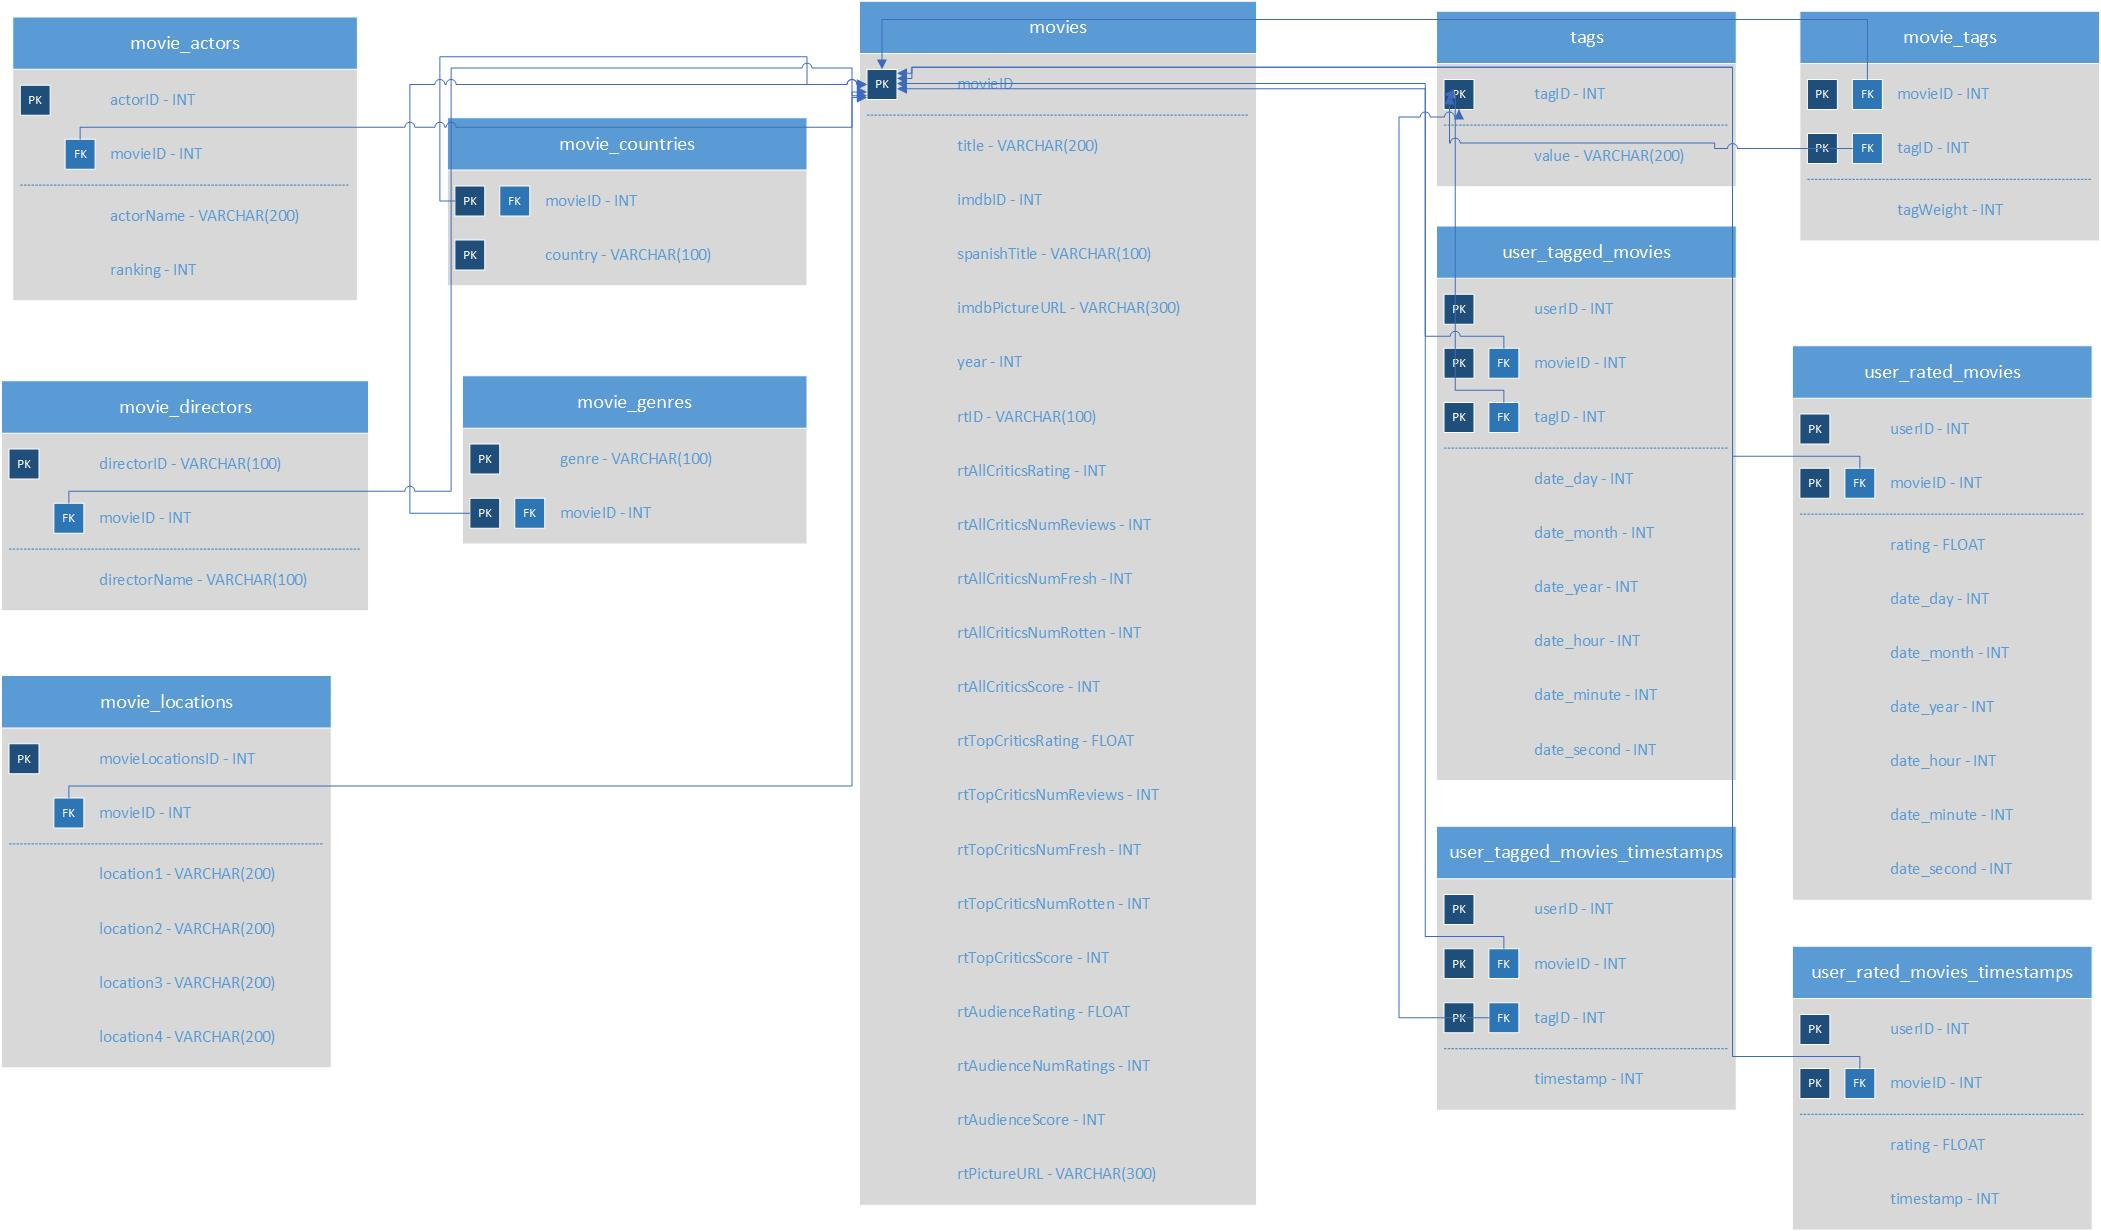 movie_actors
PK
actorID - INT
FK
movieID - INT
actorName - VARCHAR(200)
ranking - INT
movie_directors
PK
directorID - VARCHAR(100)
FK
movieID - INT
directorName - VARCHAR(100)
movie_locations
PK
movieLocationsID - INT
FK
movieID - INT
location1 - VARCHAR(200)
location2 - VARCHAR(200)
location3 - VARCHAR(200)
location4 - VARCHAR(200)
movie_countries
PK FK movieID - INT
PK country - VARCHAR(100)
movie_genres
PK genre - VARCHAR(100)
PK FK movieID - INT
movies
PK movieID
title - VARCHAR(200)
imdbID - INT
spanishTitle - VARCHAR(100)
imdbPictureURL - VARCHAR(300)
year - INT
rtID - VARCHAR(100)
rtAllCriticsRating - INT
rtAllCriticsNumReviews - INT
rtAllCriticsNumFresh - INT
rtAllCriticsNumRotten - INT
rtAllCriticsScore - INT
rtTopCriticsRating - FLOAT
rtTopCriticsNumReviews - INT
rtTopCriticsNumFresh - INT
rtTopCriticsNumRotten - INT
rtTopCriticsScore - INT
rtAudienceRating - FLOAT
rtAudienceNumRatings - INT
rtAudienceScore - INT
rtPictureURL - VARCHAR(300)
tags
PK tagID - INT
value - VARCHAR(200)
user_tagged_movies
PK userID - INT
PK FK movieID - INT
PK FK tagID - INT
date_day - INT
date_month - INT
date_year - INT
date_hour - INT
date_minute - INT
date_second - INT
user_tagged_movies_timestamps
PK userID - INT
PK FK movieID - INT
PK FK tagID - INT
timestamp - INT
movie_tags
PK FK movieID - INT
PK FK tagID - INT
tagWeight - INT
user_rated_movies
PK userID - INT
PK FK movieID - INT
rating - FLOAT
date_day - INT
date_month - INT
date_year - INT
date_hour - INT
date_minute - INT
date_second - INT
user_rated_movies_timestamps
PK userID - INT
PK FK movieID - INT
rating - FLOAT
timestamp - INT